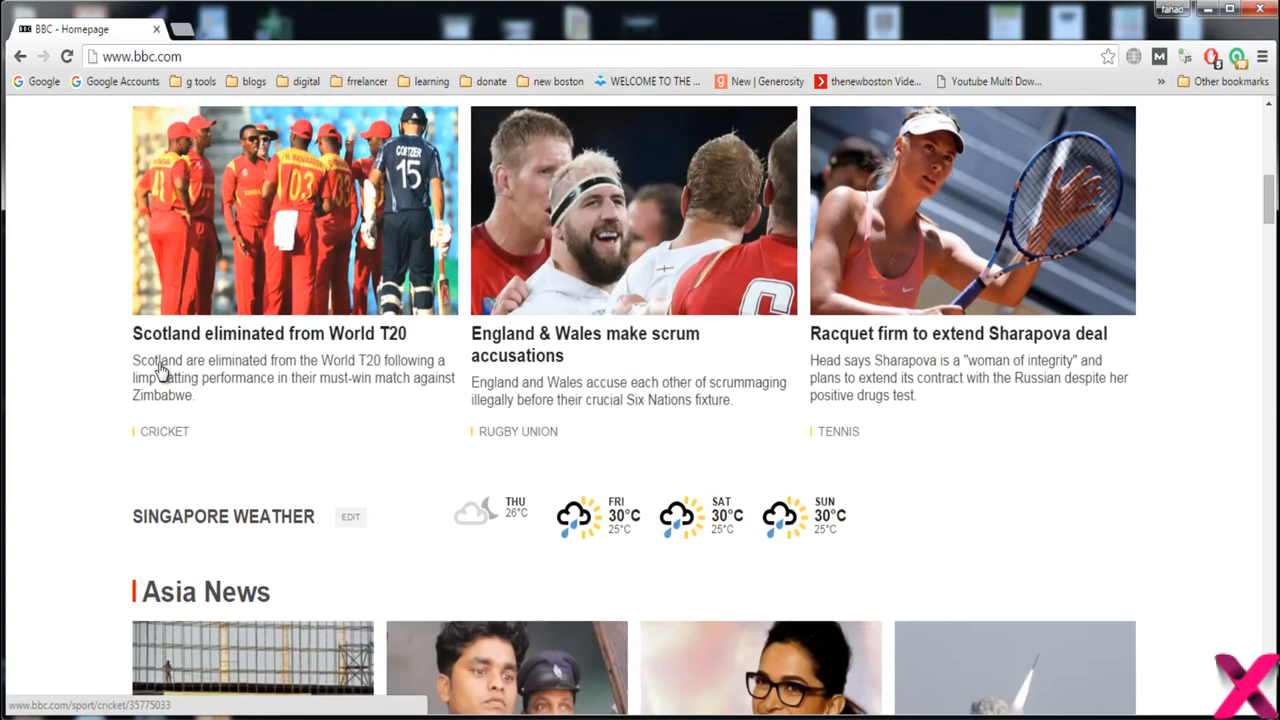 fahad
BBC - Homepage
www.bbc.com
Google
Google Accounts
g tools
blogs
digital
frrelancer
learning
donate
new boston
WELCOME TO THE ...
New | Generosity
thenewboston Vide...
Youtube Multi Dow...
»
Other bookmarks
COETZER
15
03
Scotland eliminated from World T20
Scotland are eliminated from the World T20 following a
limp batting performance in their must-win match against
Zimbabwe.
CRICKET
England & Wales make scrum
accusations
England and Wales accuse each other of scrummaging
illegally before their crucial Six Nations fixture.
RUGBY UNION
Racquet firm to extend Sharapova deal
Head says Sharapova is a "woman of integrity" and
plans to extend its contract with the Russian despite her
positive drugs test.
TENNIS
SINGAPORE WEATHER
EDIT
THU
26°C
FRI
30°C
25°C
SAT
30°C
25°C
SUN
30°C
25°C
Asia News
www.bbc.com/sport/cricket/35775033